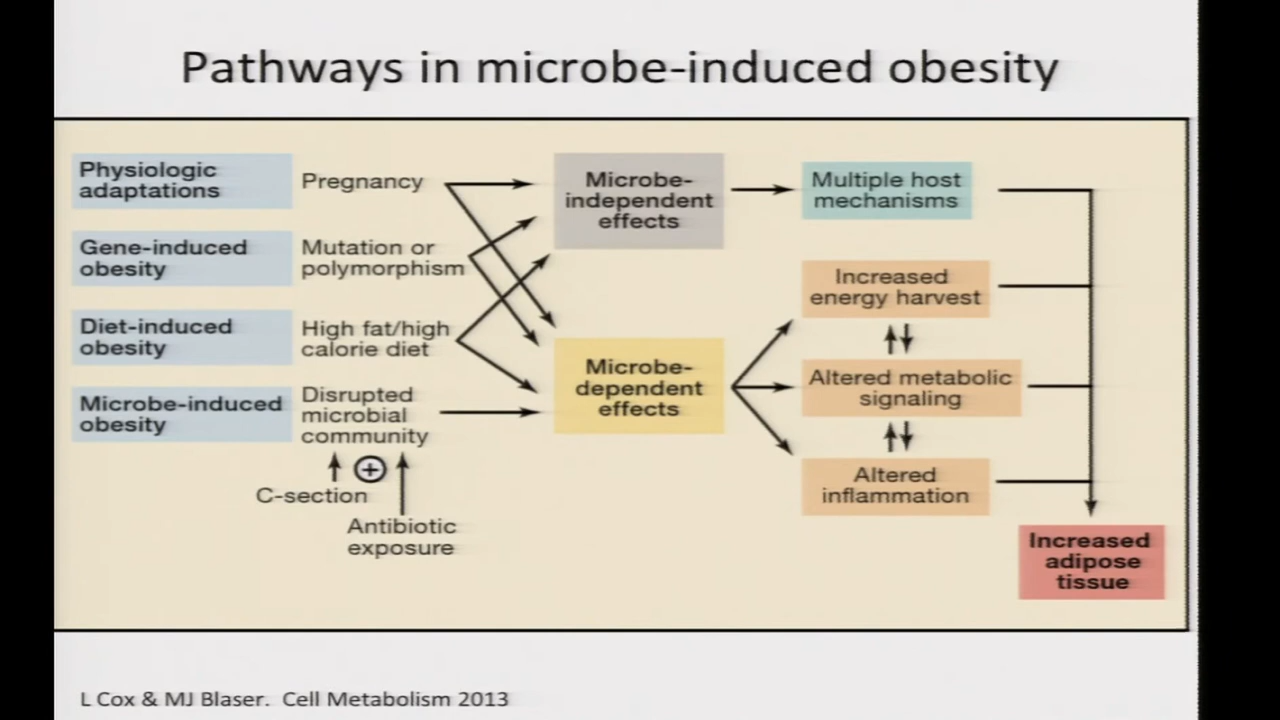 Pathways in microbe-induced obesity
Physiologic
adaptations
Pregnancy
Gene-induced
obesity
Mutation or
polymorphism
Diet-induced
obesity
High fat/high
calorie diet
Microbe-induced
obesity
Disrupted
microbial
community
+
C-section
Antibiotic
exposure
Microbe-
independent
effects
Microbe-
dependent
effects
Multiple host
mechanisms
Increased
energy harvest
Altered metabolic
signaling
Altered
inflammation
Increased
adipose
tissue
L Cox & MJ Blaser. Cell Metabolism 2013